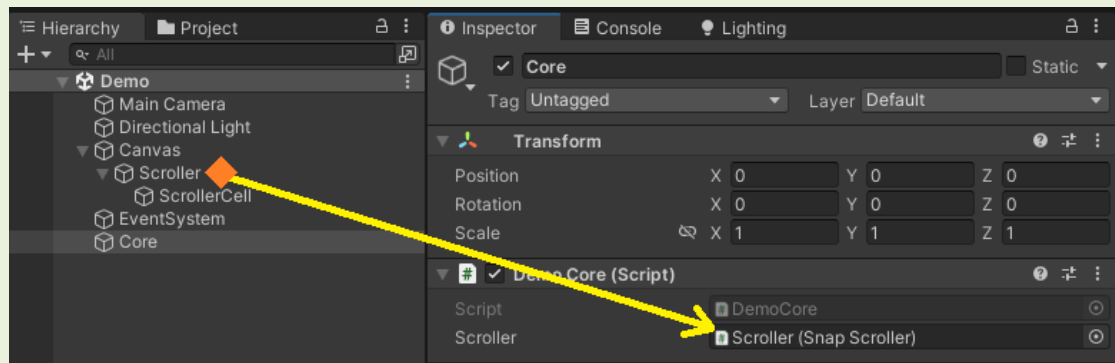 Hierarchy
Project
All
Demo
Main Camera
Directional Light
Canvas
Scroller
ScrollerCell
EventSystem
Core
Inspector
Console
Lighting
Core
Static
Tag Untagged
Layer Default
Transform
Position X 0 Y 0 Z 0
Rotation X 0 Y 0 Z 0
Scale X 1 Y 1 Z 1
# Demo Core (Script)
Script DemoCore
Scroller Scroller (Snap Scroller)